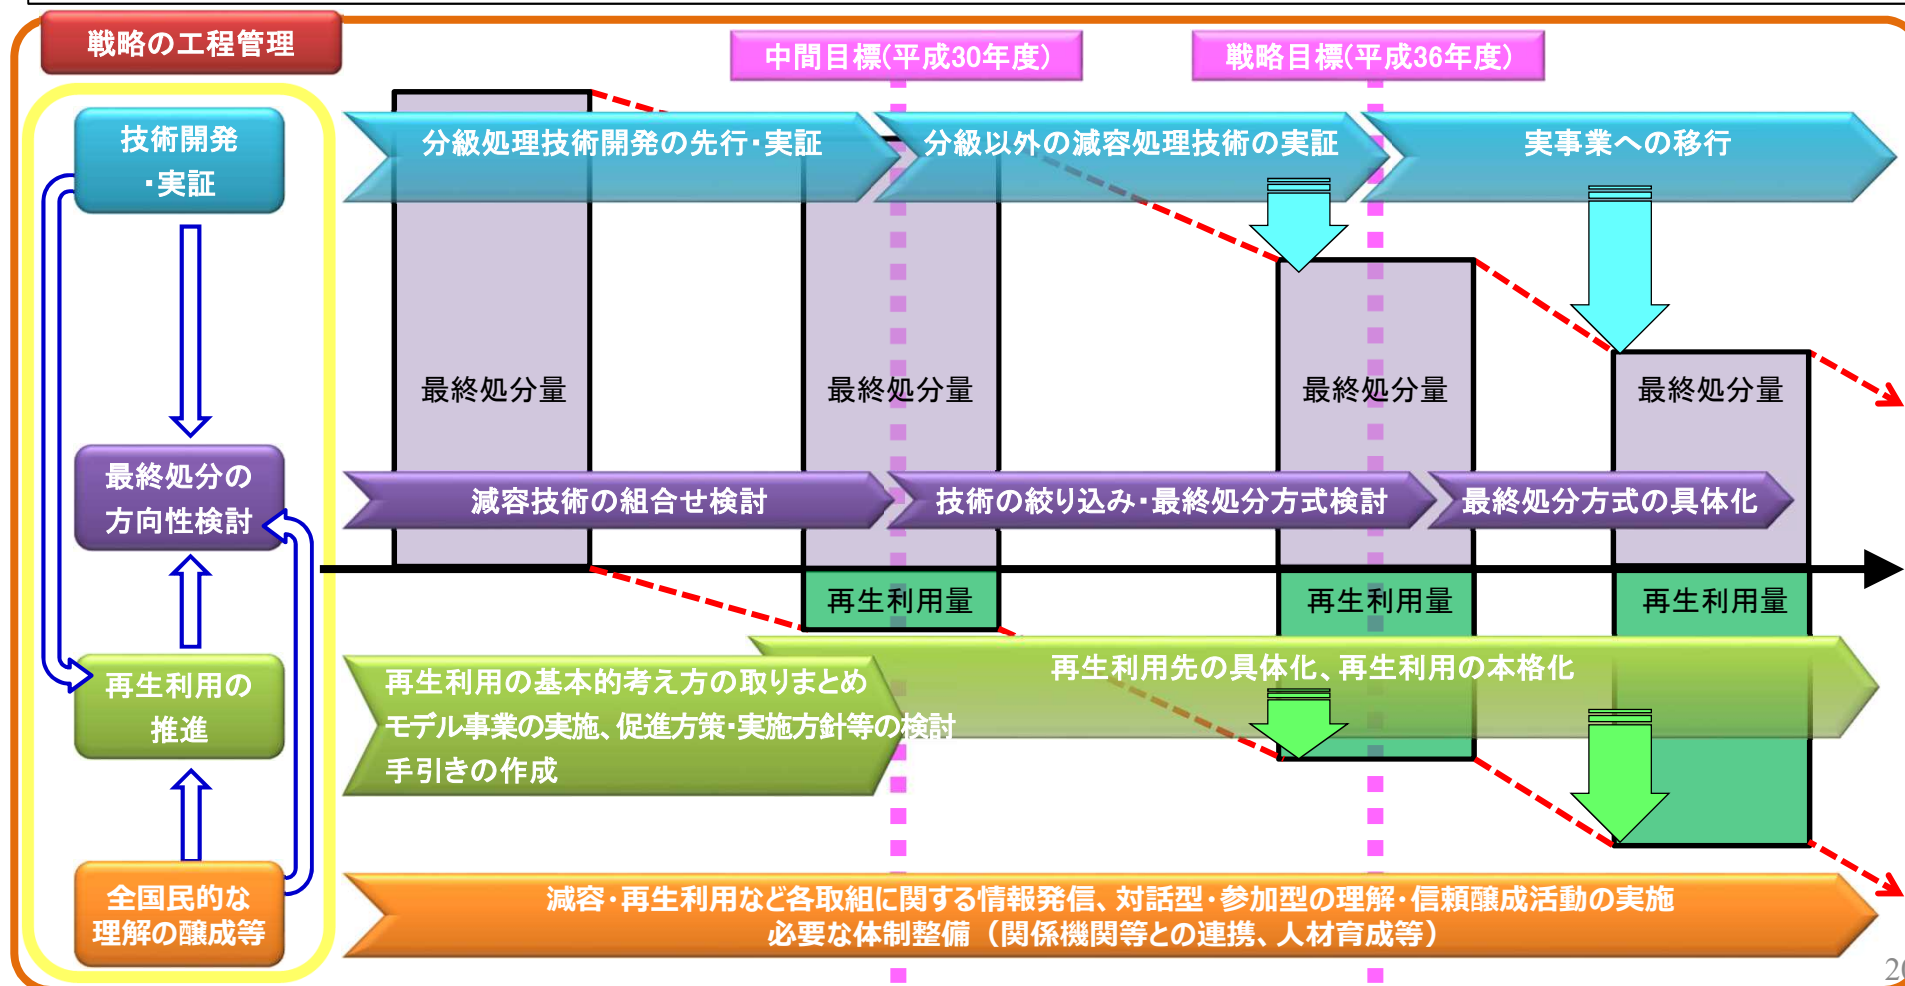 戦略の工程管理
中間目標(平成30年度)
戦略目標(平成36年度)
技術開発
・実証
分級処理技術開発の先行・実証
分級以外の減容処理技術の実証
実事業への移行
最終処分量
最終処分量
最終処分量
最終処分量
最終処分の
方向性検討
減容技術の組合せ検討
技術の絞り込み・最終処分方式検討
最終処分方式の具体化
再生利用量
再生利用量
再生利用量
再生利用の
推進
再生利用の基本的考え方の取りまとめ
モデル事業の実施、促進方策・実施方針等の検討
手引きの作成
再生利用先の具体化、再生利用の本格化
全国民的な
理解の醸成等
減容・再生利用など各取組に関する情報発信、対話型・参加型の理解・信頼醸成活動の実施
必要な体制整備（関係機関等との連携、人材育成等）